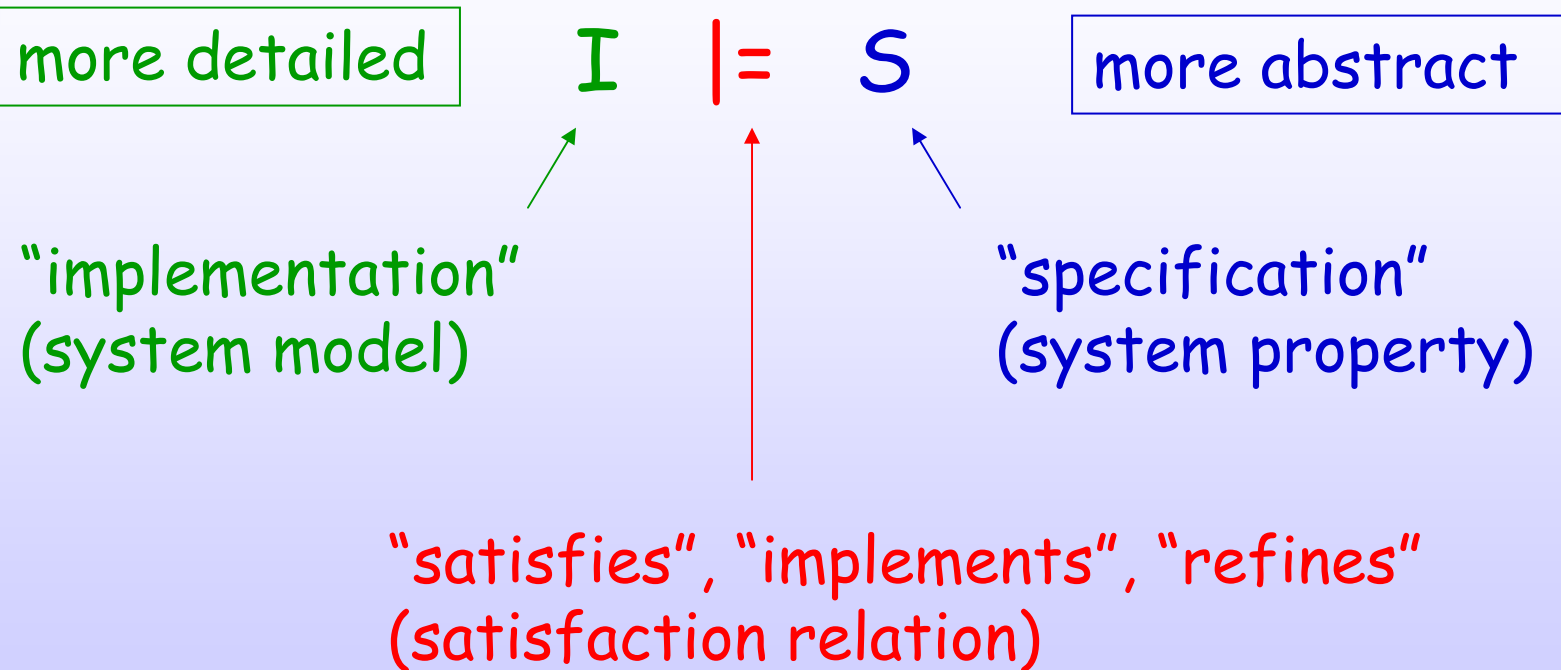 more detailed I |= S more abstract
“implementation”
(system model)
“specification”
(system property)
“satisfies”, “implements”, “refines”
(satisfaction relation)